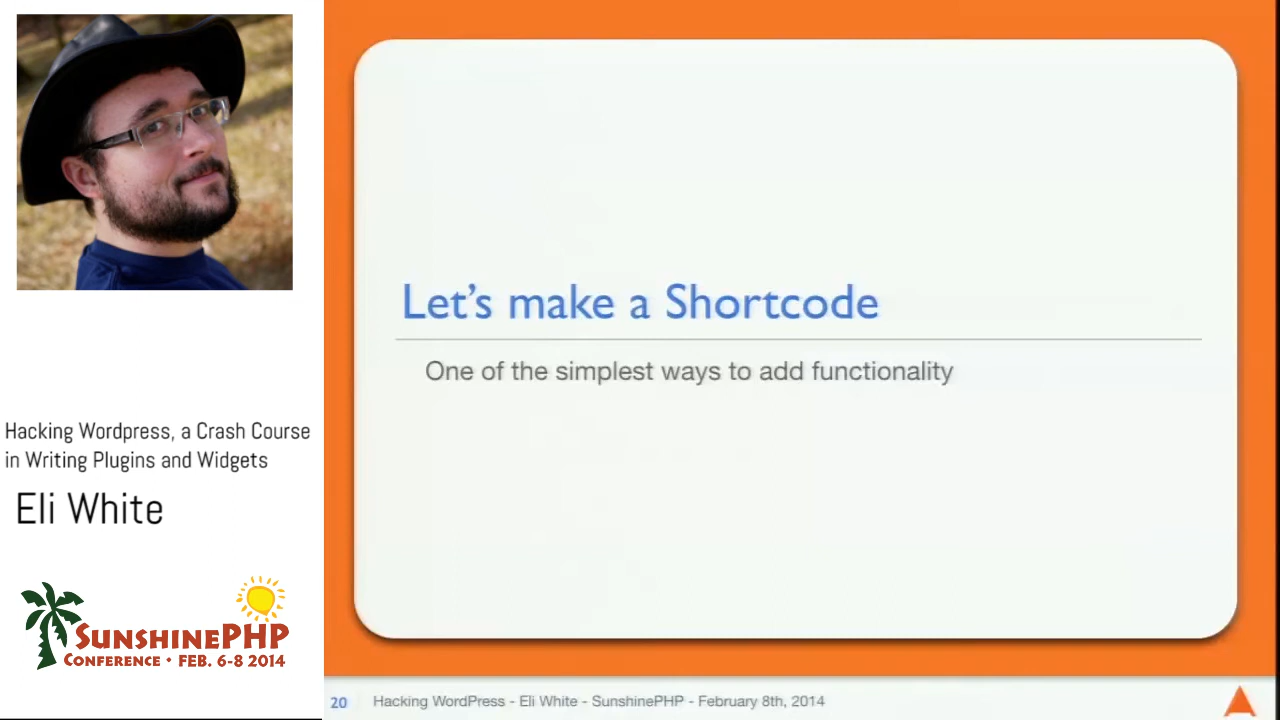 Hacking Wordpress, a Crash Course
in Writing Plugins and Widgets
Eli White
SUNSHINEPHP
CONFERENCE • FEB. 6-8 2014
Let's make a Shortcode
One of the simplest ways to add functionality
20 Hacking WordPress - Eli White - SunshinePHP - February 8th, 2014